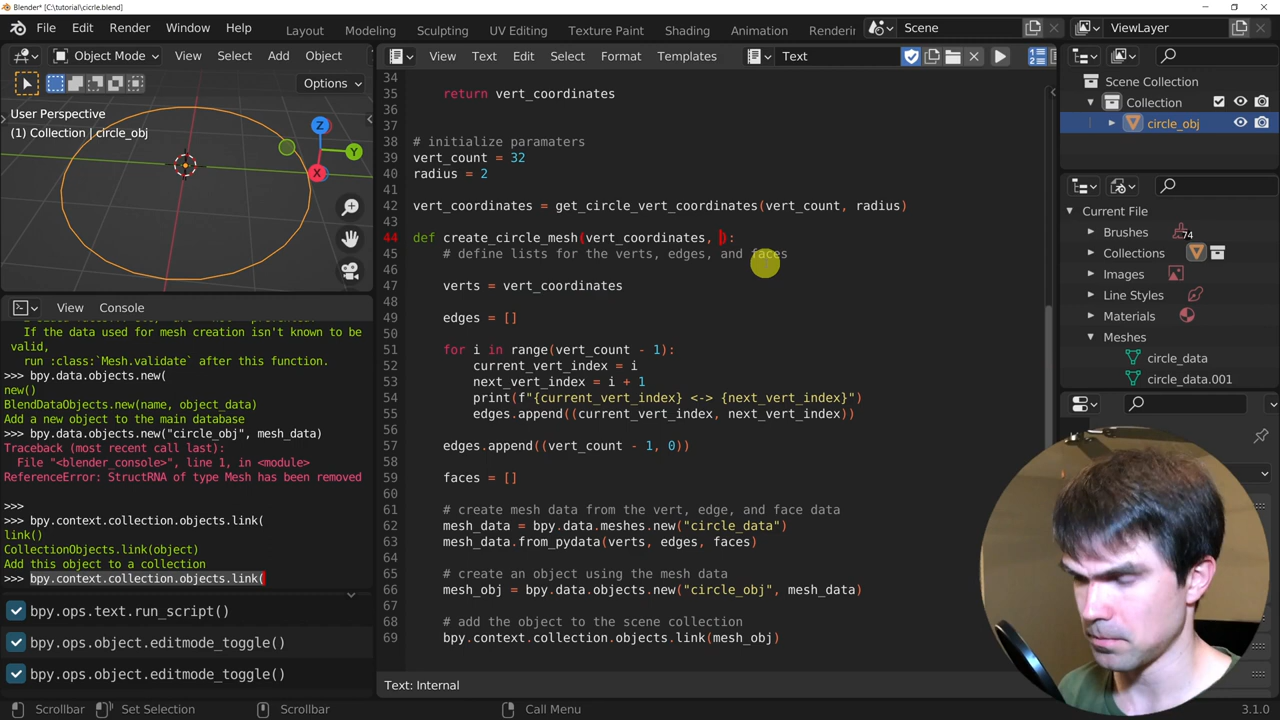 Blender* [C:\tutorial\cicrle.blend]
File Edit Render Window Help Layout Modeling Sculpting UV Editing Texture Paint Shading Animation Renderin Scene ViewLayer
Object Mode View Select Add Object
View Text Edit Select Format Templates Text
Options
User Perspective
(1) Collection | circle_obj
Z
Y
X
View Console
sided faces
If the data used for mesh creation isn't known to be
valid,
run :class:`Mesh.validate` after this function.
>>> bpy.data.objects.new(
new()
BlendDataObjects.new(name, object_data)
Add a new object to the main database
>>> bpy.data.objects.new("circle_obj", mesh_data)
Traceback (most recent call last):
File "<blender_console>", line 1, in <module>
ReferenceError: StructRNA of type Mesh has been removed
>>>
>>> bpy.context.collection.objects.link(
link()
CollectionObjects.link(object)
Add this object to a collection
>>> bpy.context.collection.objects.link(
bpy.ops.text.run_script()
bpy.ops.object.editmode_toggle()
bpy.ops.object.editmode_toggle()
34
35 return vert_coordinates
36
37
38 # initialize paramaters
39 vert_count = 32
40 radius = 2
41
42 vert_coordinates = get_circle_vert_coordinates(vert_count, radius)
43
44 def create_circle_mesh(vert_coordinates, ):
45 # define lists for the verts, edges, and faces
46
47 verts = vert_coordinates
48
49 edges = []
50
51 for i in range(vert_count - 1):
52 current_vert_index = i
53 next_vert_index = i + 1
54 print(f"{current_vert_index} <-> {next_vert_index}")
55 edges.append((current_vert_index, next_vert_index))
56
57 edges.append((vert_count - 1, 0))
58
59 faces = []
60
61 # create mesh data from the vert, edge, and face data
62 mesh_data = bpy.data.meshes.new("circle_data")
63 mesh_data.from_pydata(verts, edges, faces)
64
65 # create an object using the mesh data
66 mesh_obj = bpy.data.objects.new("circle_obj", mesh_data)
67
68 # add the object to the scene collection
69 bpy.context.collection.objects.link(mesh_obj)
Text: Internal
Scene Collection
Collection
circle_obj
Current File
Brushes 74
Collections
Images
Line Styles
Materials
Meshes
circle_data
circle_data.001
Scrollbar Set Selection Scrollbar Call Menu 3.1.0